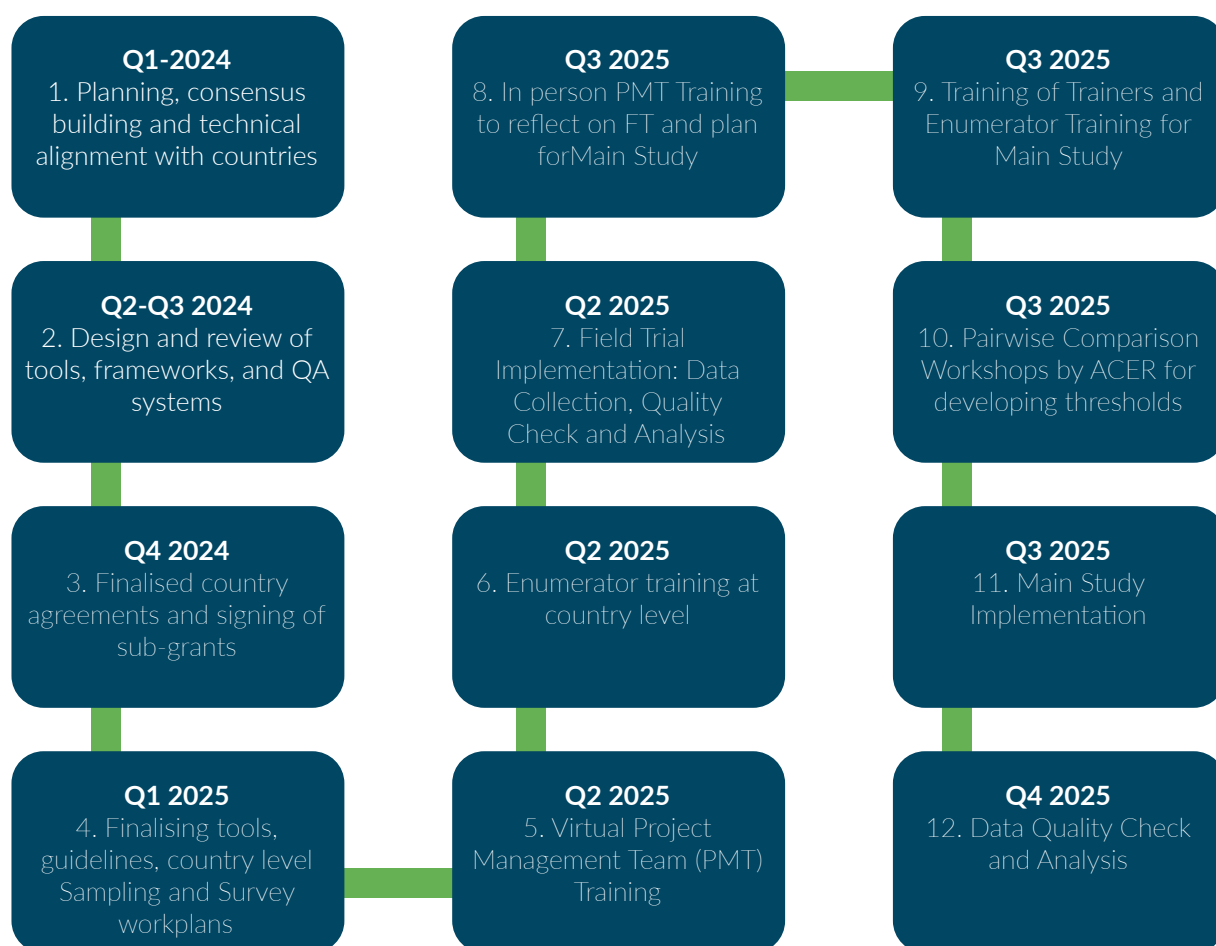 Q1-2024
1. Planning, consensus
building and technical
alignment with countries
Q2-Q3 2024
2. Design and review of
tools, frameworks, and QA
systems
Q4 2024
3. Finalised country
agreements and signing of
sub-grants
Q1 2025
4. Finalising tools,
guidelines, country level
Sampling and Survey
workplans
Q2 2025
5. Virtual Project
Management Team (PMT)
Training
Q2 2025
6. Enumerator training at
country level
Q2 2025
7. Field Trial
Implementation: Data
Collection, Quality
Check and Analysis
Q3 2025
8. In person PMT Training
to reflect on FT and plan
forMain Study
Q3 2025
9. Training of Trainers and
Enumerator Training for
Main Study
Q3 2025
10. Pairwise Comparison
Workshops by ACER for
developing thresholds
Q3 2025
11. Main Study
Implementation
Q4 2025
12. Data Quality Check
and Analysis